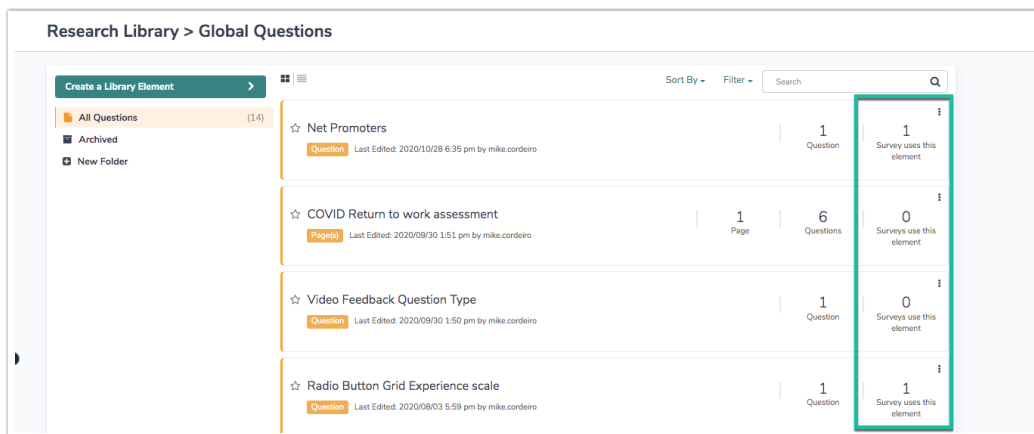 Research Library > Global Questions
Create a Library Element
All Questions (14)
Archived
New Folder
Sort By Filter Search
Net Promoters
Question Last Edited: 2020/10/28 6:35 pm by mike.cordeiro
1
Question
1
Survey uses this
element
COVID Return to work assessment
Page(s) Last Edited: 2020/09/30 1:51 pm by mike.cordeiro
1
Page
6
Questions
0
Surveys use this
element
Video Feedback Question Type
Question Last Edited: 2020/09/30 1:50 pm by mike.cordeiro
1
Question
0
Surveys use this
element
Radio Button Grid Experience scale
Question Last Edited: 2020/08/03 5:59 pm by mike.cordeiro
1
Question
1
Survey uses this
element